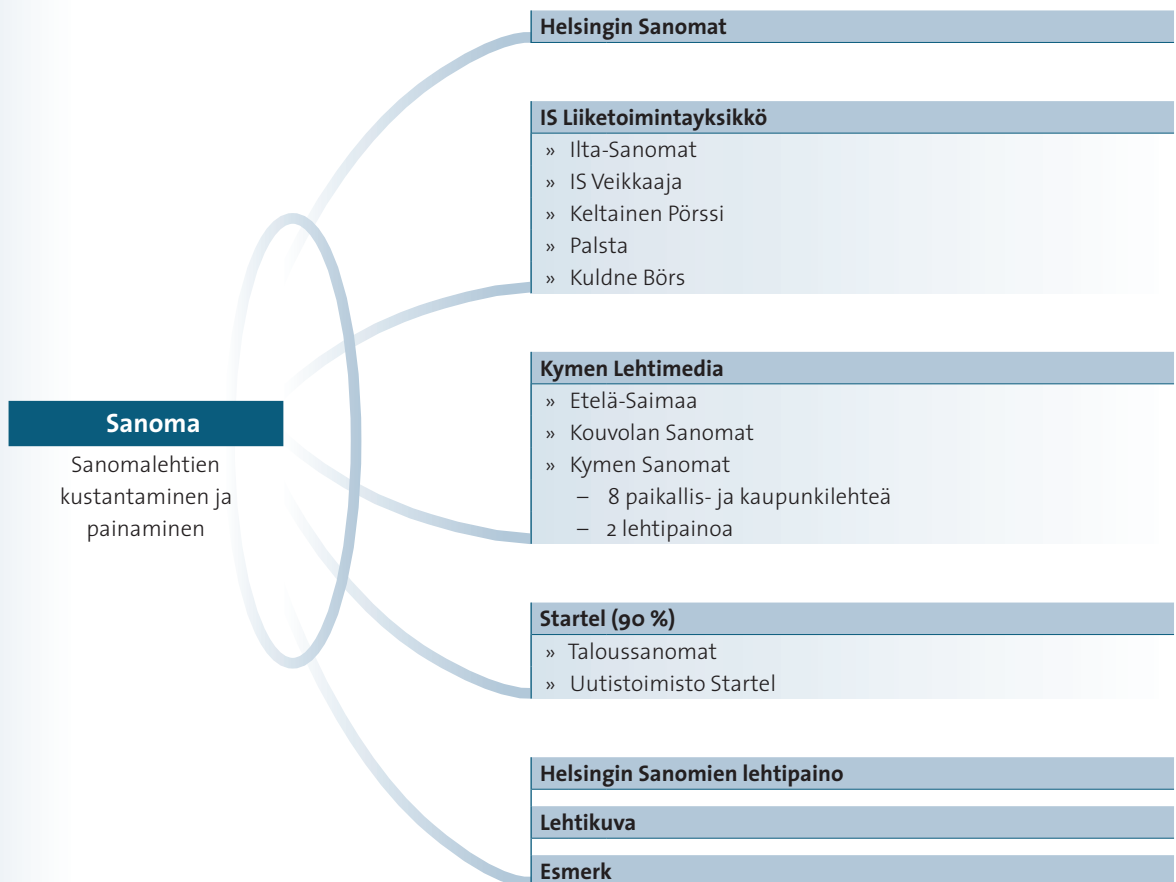 Sanoma
Sanomalehtien
kustantaminen ja
painaminen
Helsingin Sanomat
IS Liiketoimintayksikkö
» Ilta-Sanomat
» IS Veikkaaja
» Keltainen Pörssi
» Palsta
» Kuldne Börs
Kymen Lehtimedia
» Etelä-Saimaa
» Kouvolan Sanomat
» Kymen Sanomat
– 8 paikallis- ja kaupunkilehteä
– 2 lehtipainoa
Startel (90 %)
» Taloussanomat
» Uutistoimisto Startel
Helsingin Sanomien lehtipaino
Lehtikuva
Esmerk